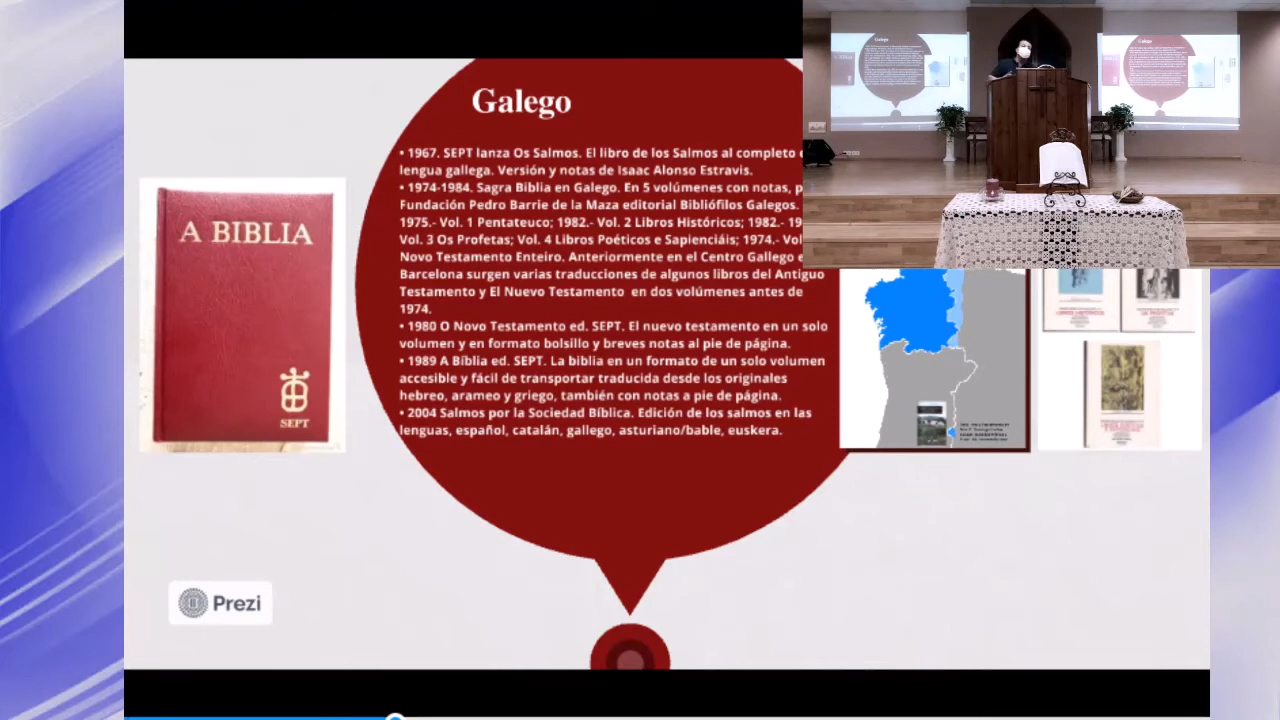 Galego
• 1967. SEPT lanza Os Salmos. El libro de los Salmos al completo
lengua gallega. Versión y notas de Isaac Alonso Estravis.
• 1974-1984. Sagra Biblia en Galego. En 5 volúmenes con notas, p
Fundación Pedro Barrie de la Maza editorial Bibliófilos Galegos.
1975.- Vol. 1 Pentateuco; 1982.- Vol. 2 Libros Históricos; 1982.- 19
Vol. 3 Os Profetas; Vol. 4 Libros Poéticos e Sapienciáis; 1974.- Vol
Novo Testamento Enteiro. Anteriormente en el Centro Gallego
Barcelona surgen varias traducciones de algunos libros del Antiguo
Testamento y El Nuevo Testamento en dos volúmenes antes de
1974.
• 1980 O Novo Testamento ed. SEPT. El nuevo testamento en un solo
volumen y en formato bolsillo y breves notas al pie de página.
• 1989 A Bíblia ed. SEPT. La biblia en un formato de un solo volumen
accesible y fácil de transportar traducida desde los originales
hebreo, arameo y griego, también con notas a pie de página.
• 2004 Salmos por la Sociedad Bíblica. Edición de los salmos en las
lenguas, español, catalán, gallego, asturiano/bable, euskera.
A BIBLIA
SEPT
Prezi
Galego